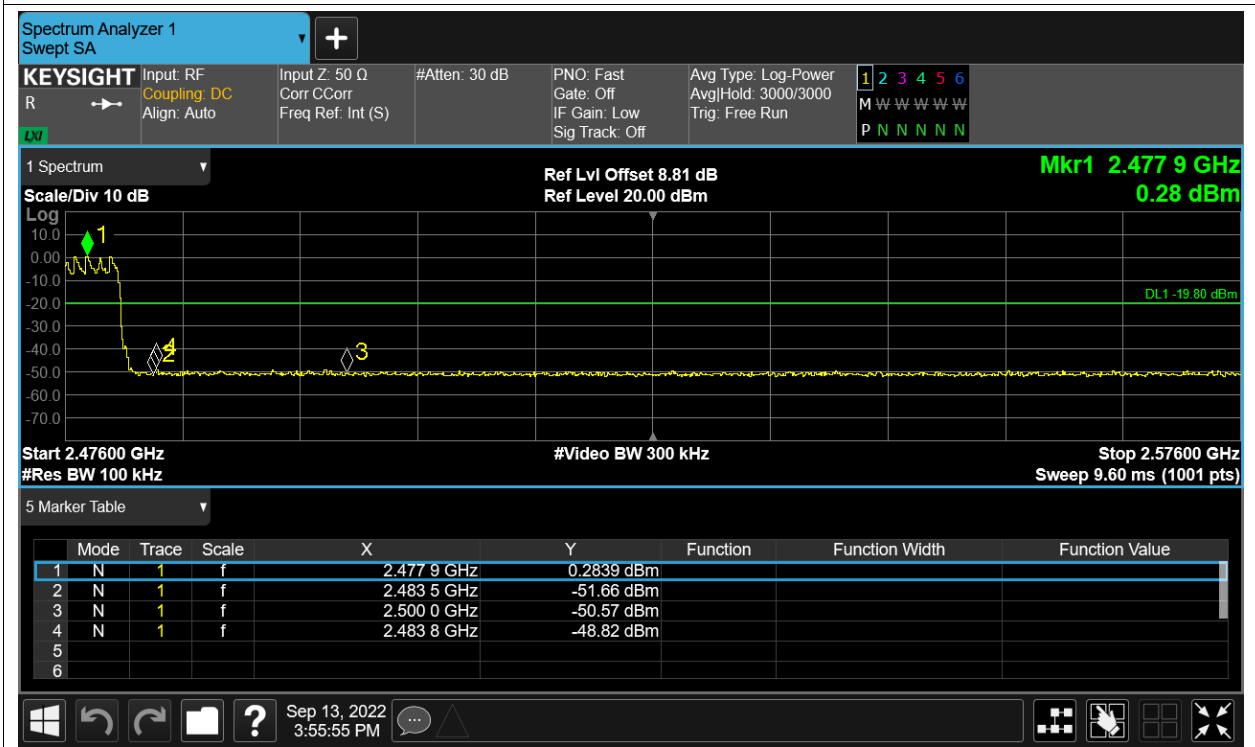 Spectrum Analyzer 1
Swept SA
KEYSIGHT
R
LXI
Input: RF
Coupling: DC
Align: Auto
Input Z: 50 Ω
Corr CCorr
Freq Ref: Int (S)
#Atten: 30 dB
PNO: Fast
Gate: Off
IF Gain: Low
Sig Track: Off
Avg Type: Log-Power
Avg|Hold: 3000/3000
Trig: Free Run
1 2 3 4 5 6
M W W W W W
P N N N N N
1 Spectrum
Scale/Div 10 dB
Ref Lvl Offset 8.81 dB
Ref Level 20.00 dBm
Mkr1 2.477 9 GHz
0.28 dBm
Log
10.0
0.00
-10.0
-20.0
-30.0
-40.0
-50.0
-60.0
-70.0
1
DL1 -19.80 dBm
4
2
3
Start 2.47600 GHz
#Res BW 100 kHz
#Video BW 300 kHz
Stop 2.57600 GHz
Sweep 9.60 ms (1001 pts)
5 Marker Table
Mode Trace Scale X Y Function Function Width Function Value
1 N 1 f 2.477 9 GHz 0.2839 dBm
2 N 1 f 2.483 5 GHz -51.66 dBm
3 N 1 f 2.500 0 GHz -50.57 dBm
4 N 1 f 2.483 8 GHz -48.82 dBm
5
6
?
Sep 13, 2022
3:55:55 PM